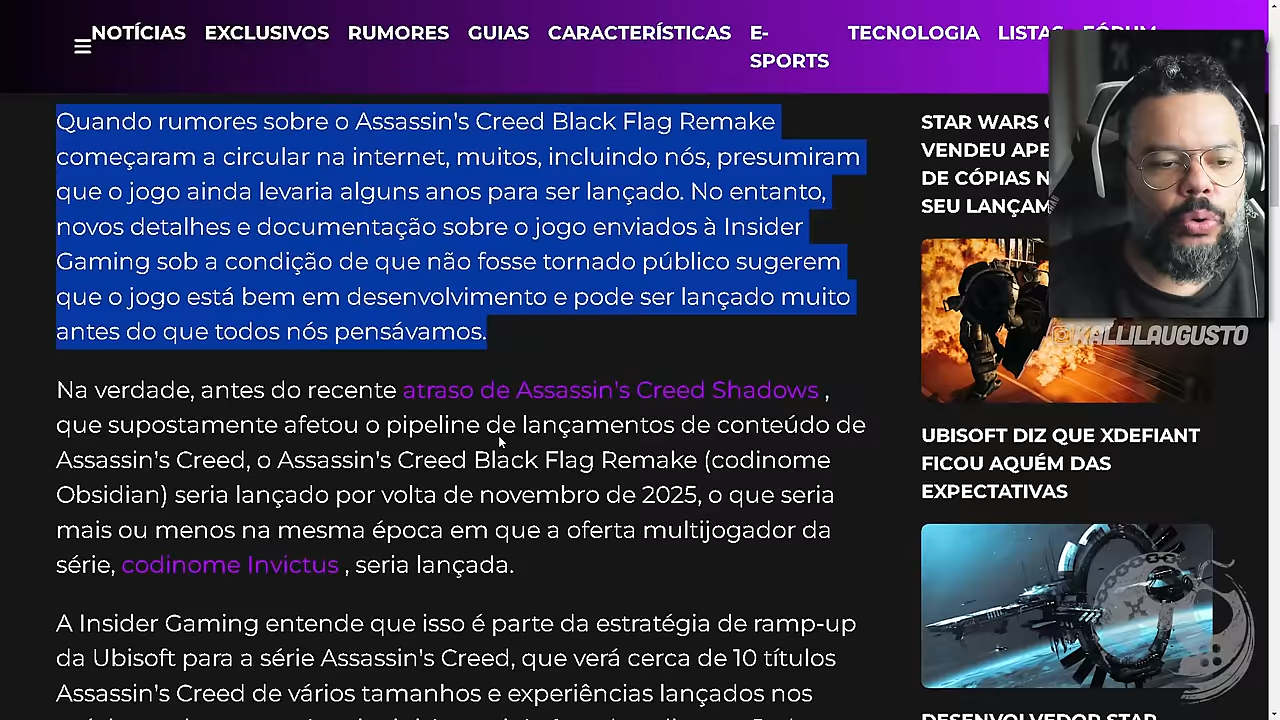 NOTÍCIAS EXCLUSIVOS RUMORES GUIAS CARACTERÍSTICAS E-SPORTS TECNOLOGIA LISTAS FÓRUM
Quando rumores sobre o Assassin's Creed Black Flag Remake
começaram a circular na internet, muitos, incluindo nós, presumiram
que o jogo ainda levaria alguns anos para ser lançado. No entanto,
novos detalhes e documentação sobre o jogo enviados à Insider
Gaming sob a condição de que não fosse tornado público sugerem
que o jogo está bem em desenvolvimento e pode ser lançado muito
antes do que todos nós pensávamos.
Na verdade, antes do recente atraso de Assassin's Creed Shadows ,
que supostamente afetou o pipeline de lançamentos de conteúdo de
Assassin's Creed, o Assassin's Creed Black Flag Remake (codinome
Obsidian) seria lançado por volta de novembro de 2025, o que seria
mais ou menos na mesma época em que a oferta multijogador da
série, codinome Invictus , seria lançada.
A Insider Gaming entende que isso é parte da estratégia de ramp-up
da Ubisoft para a série Assassin's Creed, que verá cerca de 10 títulos
Assassin's Creed de vários tamanhos e experiências lançados nos
STAR WARS
VENDEU
DE CÓPIAS
SEU
@KALLILAUGUSTO
UBISOFT DIZ QUE XDEFIANT
FICOU AQUÉM DAS
EXPECTATIVAS
DESENVOLVEDOR STAR